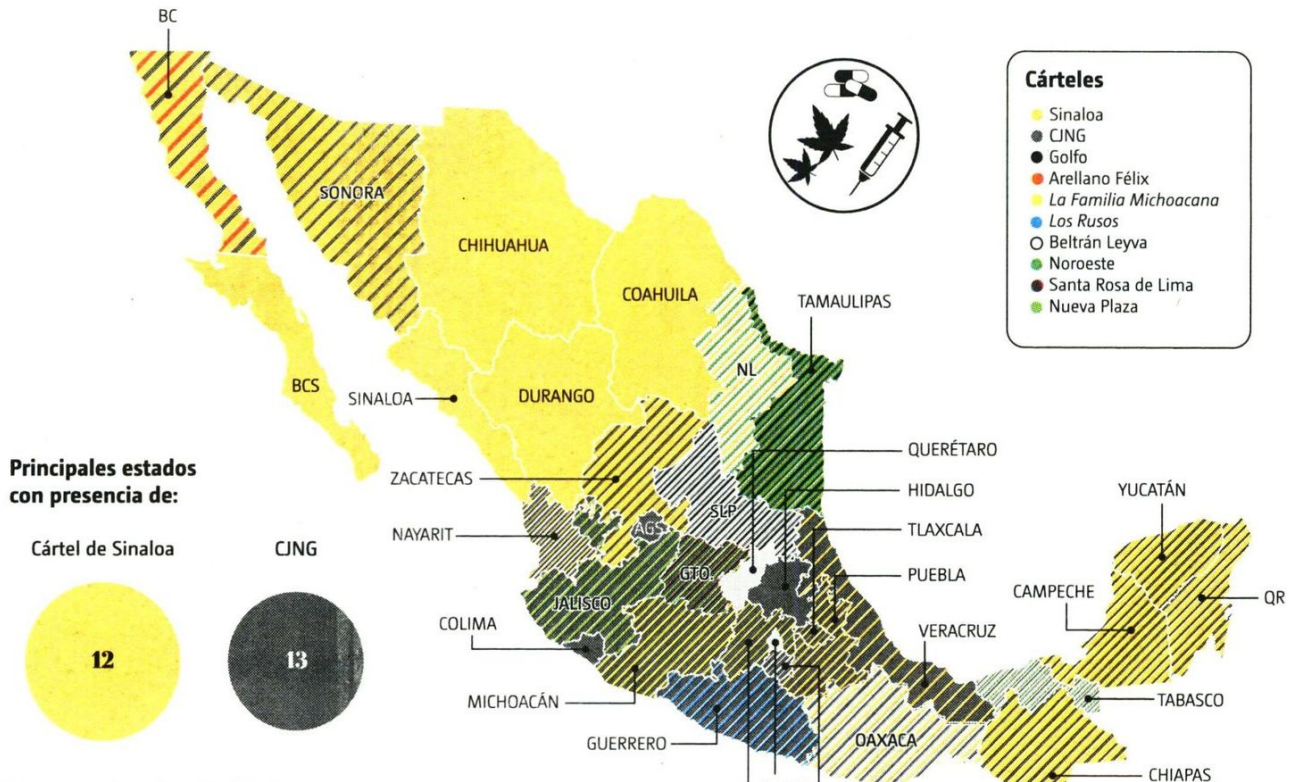 BC
Cárteles
Sinaloa
CJNG
Golfo
Arellano Félix
La Familia Michoacana
Los Rusos
Beltrán Leyva
Noroeste
Santa Rosa de Lima
Nueva Plaza
SONORA
CHIHUAHUA
COAHUILA
TAMAULIPAS
NL
BCS
SINALOA
DURANGO
QUERÉTARO
Principales estados
con presencia de:
ZACATECAS
HIDALGO
YUCATÁN
SLP
AGS
TLAXCALA
NAYARIT
Cártel de Sinaloa
CJNG
GTO.
PUEBLA
CAMPECHE
QR
JALISCO
COLIMA
VERACRUZ
12
13
MICHOACÁN
TABASCO
GUERRERO
OAXACA
CHIAPAS